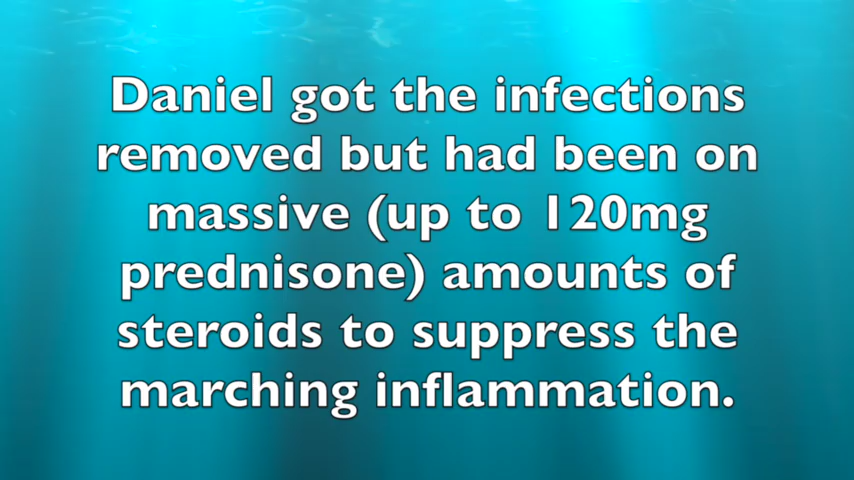 Daniel got the infections
removed but had been on
massive (up to 120mg
prednisone) amounts of
steroids to suppress the
marching inflammation.